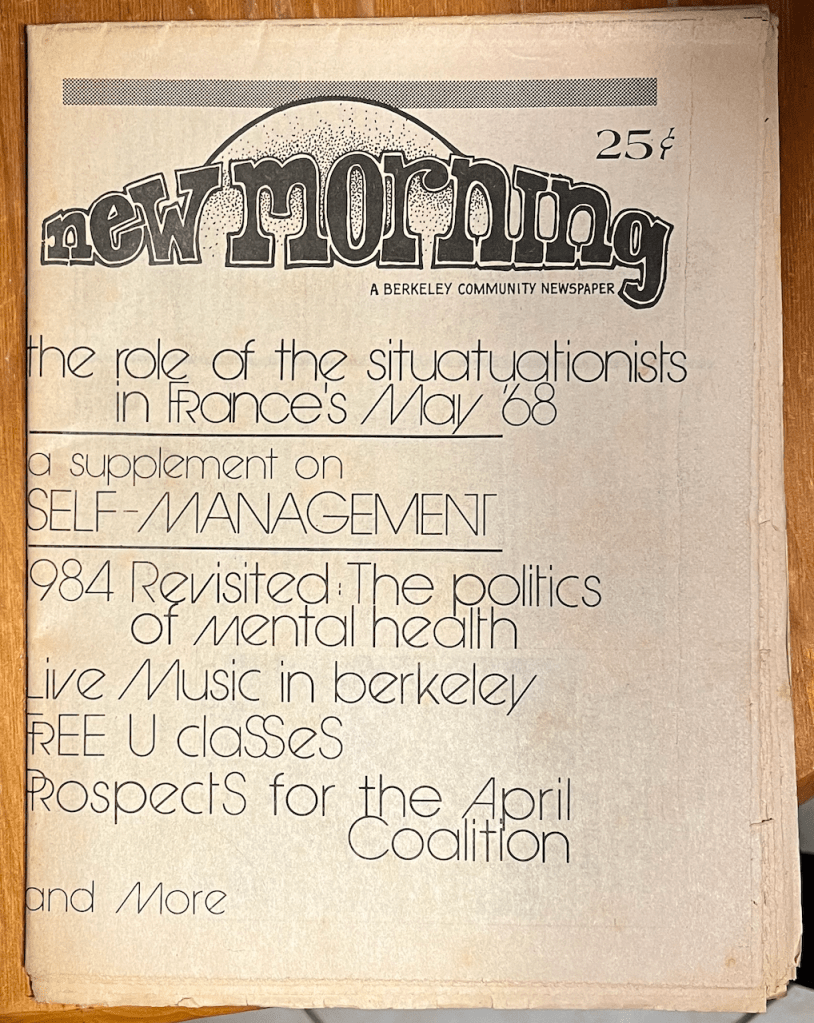 25¢
new morning
A BERKELEY COMMUNITY NEWSPAPER
the role of the situatuationists
in FRance's May '68
a supplement on
SELF-MANAGEMENT
1984 Revisited: The politics
of mental health
Live Music in berkeley
FREE U claSSeS
PRospectS for the April
Coalition
and More